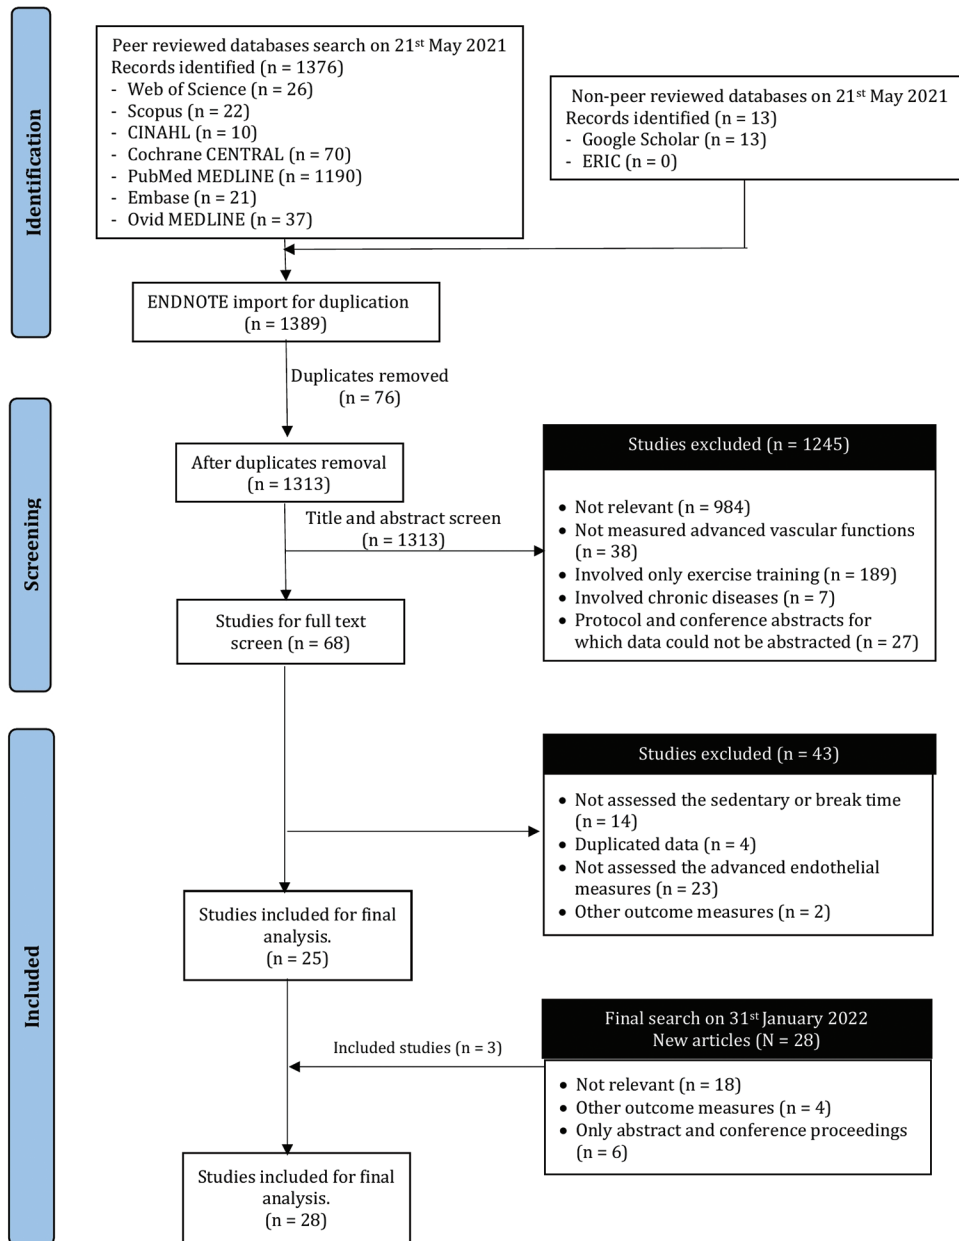 Identification
Peer reviewed databases search on 21st May 2021
Records identified (n = 1376)
- Web of Science (n = 26)
- Scopus (n = 22)
- CINAHL (n = 10)
- Cochrane CENTRAL (n = 70)
- PubMed MEDLINE (n = 1190)
- Embase (n = 21)
- Ovid MEDLINE (n = 37)
Non-peer reviewed databases on 21st May 2021
Records identified (n = 13)
- Google Scholar (n = 13)
- ERIC (n = 0)
ENDNOTE import for duplication
(n = 1389)
Duplicates removed
(n = 76)
Screening
After duplicates removal
(n = 1313)
Title and abstract screen
(n = 1313)
Studies excluded (n = 1245)
• Not relevant (n = 984)
• Not measured advanced vascular functions
(n = 38)
• Involved only exercise training (n = 189)
• Involved chronic diseases (n = 7)
• Protocol and conference abstracts for
which data could not be abstracted (n = 27)
Studies for full text
screen (n = 68)
Included
Studies excluded (n = 43)
• Not assessed the sedentary or break time
(n = 14)
• Duplicated data (n = 4)
• Not assessed the advanced endothelial
measures (n = 23)
• Other outcome measures (n = 2)
Studies included for final
analysis.
(n = 25)
Final search on 31st January 2022
New articles (N = 28)
• Not relevant (n = 18)
• Other outcome measures (n = 4)
• Only abstract and conference proceedings
(n = 6)
Included studies (n = 3)
Studies included for final
analysis.
(n = 28)